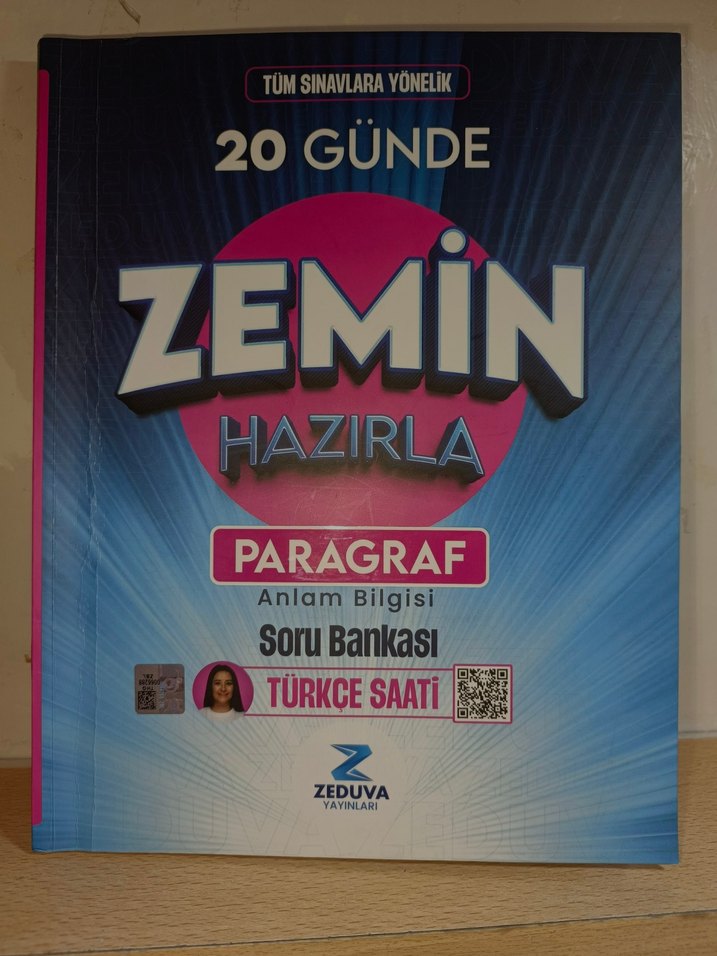 TÜM SINAVLARA YÖNELİK
20 GÜNDE
ZEMİN
HAZIRLA
PARAGRAF
Anlam Bilgisi
Soru Bankası
TÜRKÇE SAATİ
ZEDUVA
YAYINLARI